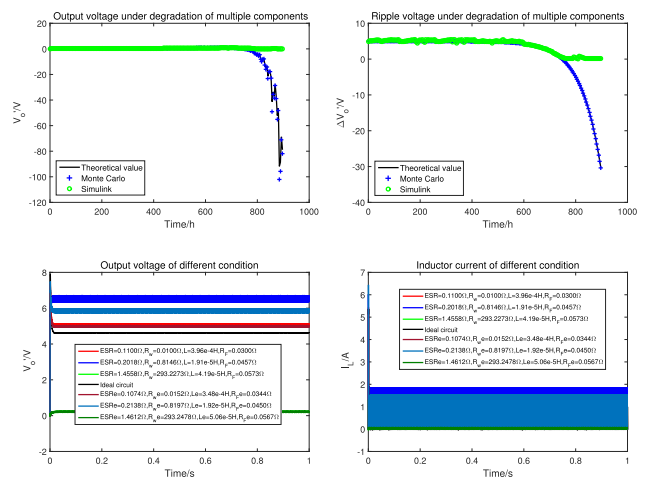 Output voltage under degradation of multiple components
20
0
-20
-40
-60
-80
-100
-120
V_o'/V
Theoretical value
Monte Carlo
Simulink
0 200 400 600 800 1000
Time/h
Ripple voltage under degradation of multiple components
10
0
-10
-20
-30
-40
ΔV_o'/V
Theoretical value
Monte Carlo
Simulink
0 200 400 600 800 1000
Time/h
Output voltage of different condition
8
6
4
2
0
-2
V_o'/V
ESR=0.1100Ω,R_w=0.0100Ω,L=3.96e-4H,R_F=0.0300Ω
ESR=0.2018Ω,R_w=0.8146Ω,L=1.91e-5H,R_F=0.0457Ω
ESR=1.4558Ω,R_w=293.2273Ω,L=4.19e-5H,R_F=0.0573Ω
Ideal circuit
ESRe=0.1074Ω,R_we=0.0152Ω,Le=3.48e-4H,R_Fe=0.0344Ω
ESRe=0.2138Ω,R_we=0.8197Ω,Le=1.92e-5H,R_Fe=0.0450Ω
ESRe=1.4612Ω,R_we=293.2478Ω,Le=5.06e-5H,R_Fe=0.0567Ω
0 0.2 0.4 0.6 0.8 1
Time/s
Inductor current of different condition
7
6
5
4
3
2
1
0
-1
I_L/A
ESR=0.1100Ω,R_w=0.0100Ω,L=3.96e-4H,R_F=0.0300Ω
ESR=0.2018Ω,R_w=0.8146Ω,L=1.91e-5H,R_F=0.0457Ω
ESR=1.4558Ω,R_w=293.2273Ω,L=4.19e-5H,R_F=0.0573Ω
Ideal circuit
ESRe=0.1074Ω,R_we=0.0152Ω,Le=3.48e-4H,R_Fe=0.0344Ω
ESRe=0.2138Ω,R_we=0.8197Ω,Le=1.92e-5H,R_Fe=0.0450Ω
ESRe=1.4612Ω,R_we=293.2478Ω,Le=5.06e-5H,R_Fe=0.0567Ω
0 0.2 0.4 0.6 0.8 1
Time/s